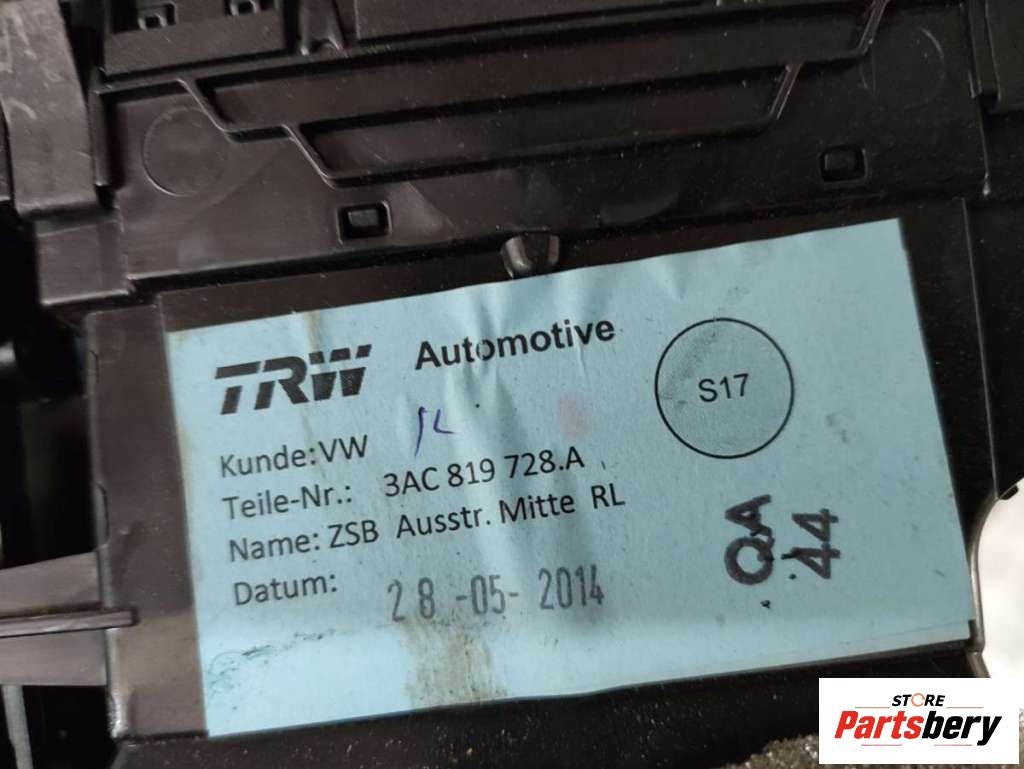 TRW Automotive
S17
Kunde: VW
Teile-Nr.: 3AC 819 728.A
Name: ZSB Ausstr. Mitte RL
Datum: 28 -05- 2014
QA
44
STORE
Partsbery